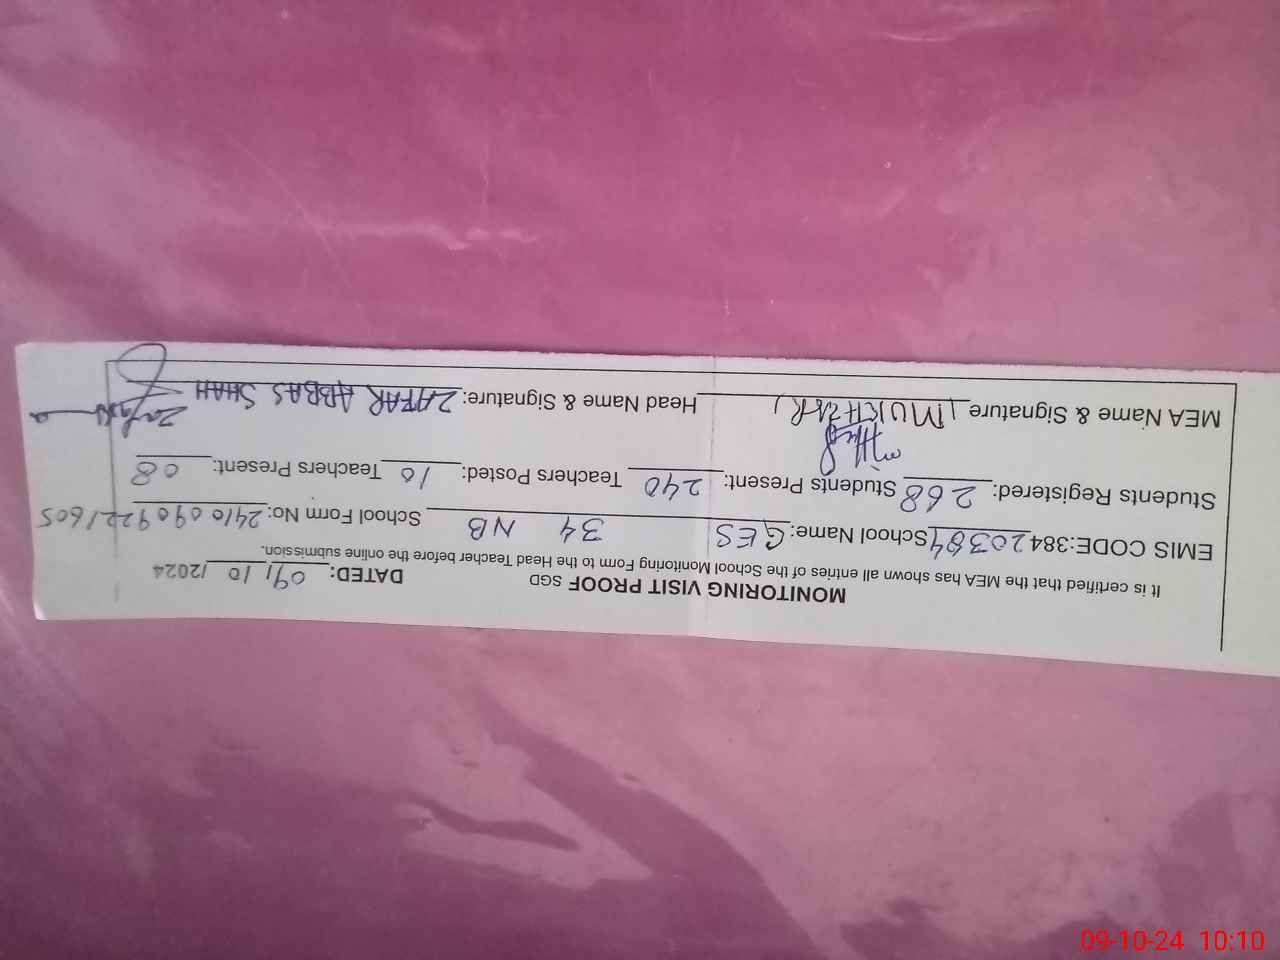 MONITORING VISIT PROOF SGD DATED: 09/10/2024
It is certified that the MEA has shown all entries of the School Monitoring Form to the Head Teacher before the online submission.
EMIS CODE:38420384 School Name: GES 34 NB School Form No: 24100909221605
Students Registered: 268 Students Present: 240 Teachers Posted: 10 Teachers Present: 08
MEA Name & Signature Head Name & Signature: ZAFAR ABBAS SHAH
09-10-24 10:10